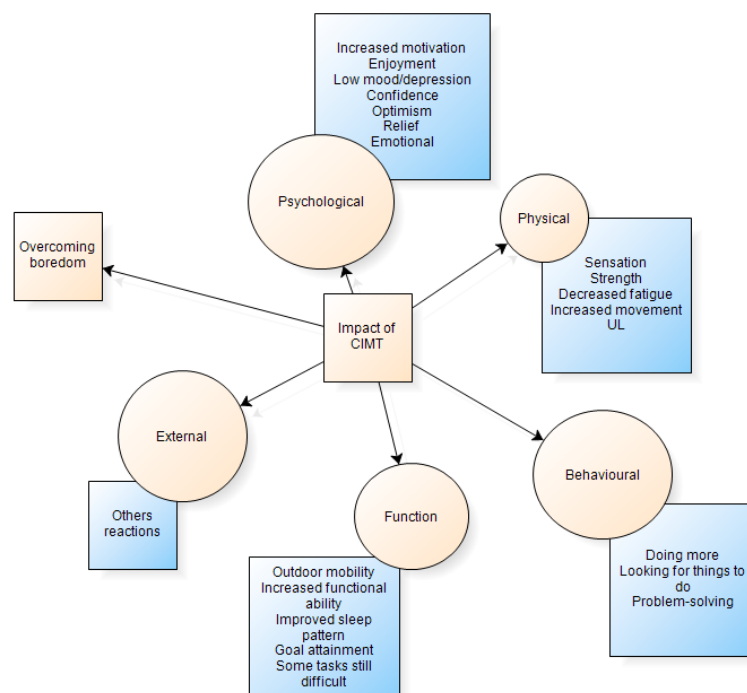 Increased motivation
Enjoyment
Low mood/depression
Confidence
Optimism
Relief
Emotional
Psychological
Physical
Sensation
Strength
Decreased fatigue
Increased movement
UL
Overcoming
boredom
Impact of
CIMT
External
Others
reactions
Function
Outdoor mobility
Increased functional
ability
Improved sleep
pattern
Goal attainment
Some tasks still
difficult
Behavioural
Doing more
Looking for things to
do
Problem-solving